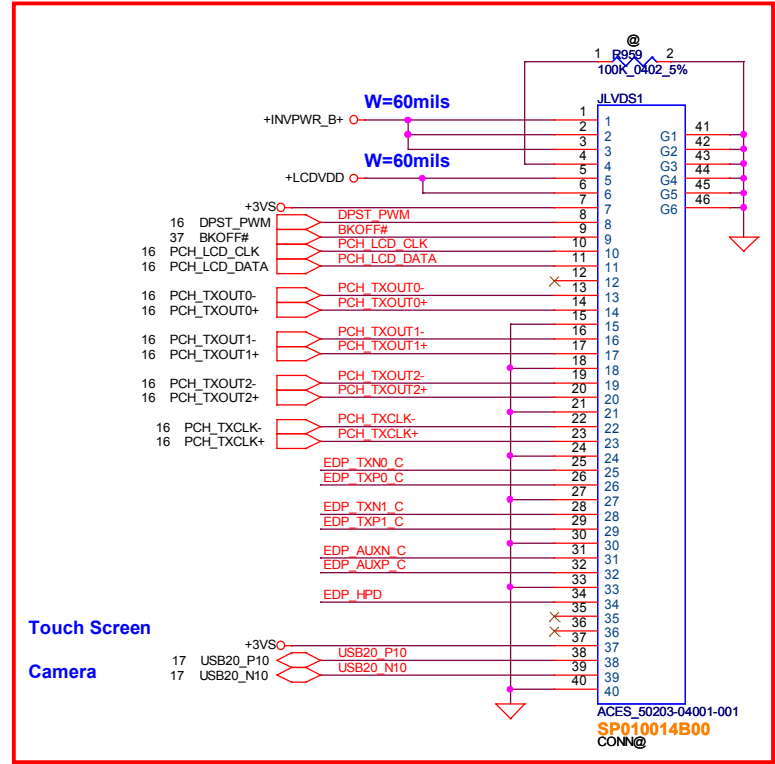 @
1 R959 2
100K_0402_5%
JLVDS1
W=60mils
+INVPWR_B+
W=60mils
+LCDVDD
+3VS
16 DPST_PWM DPST_PWM
37 BKOFF# BKOFF#
16 PCH_LCD_CLK PCH_LCD_CLK
16 PCH_LCD_DATA PCH_LCD_DATA
16 PCH_TXOUT0- PCH_TXOUT0-
16 PCH_TXOUT0+ PCH_TXOUT0+
16 PCH_TXOUT1- PCH_TXOUT1-
16 PCH_TXOUT1+ PCH_TXOUT1+
16 PCH_TXOUT2- PCH_TXOUT2-
16 PCH_TXOUT2+ PCH_TXOUT2+
16 PCH_TXCLK- PCH_TXCLK-
16 PCH_TXCLK+ PCH_TXCLK+
EDP_TXN0_C
EDP_TXP0_C
EDP_TXN1_C
EDP_TXP1_C
EDP_AUXN_C
EDP_AUXP_C
EDP_HPD
Touch Screen
+3VS
17 USB20_P10 USB20_P10
Camera
17 USB20_N10 USB20_N10
1 1
2 2
3 3
4 4
5 5
6 6
7 7
8 8
9 9
10 10
11 11
12 12
13 13
14 14
15 15
16 16
17 17
18 18
19 19
20 20
21 21
22 22
23 23
24 24
25 25
26 26
27 27
28 28
29 29
30 30
31 31
32 32
33 33
34 34
35 35
36 36
37 37
38 38
39 39
40 40
G1 41
G2 42
G3 43
G4 44
G5 45
G6 46
ACES_50203-04001-001
SP010014B00
CONN@